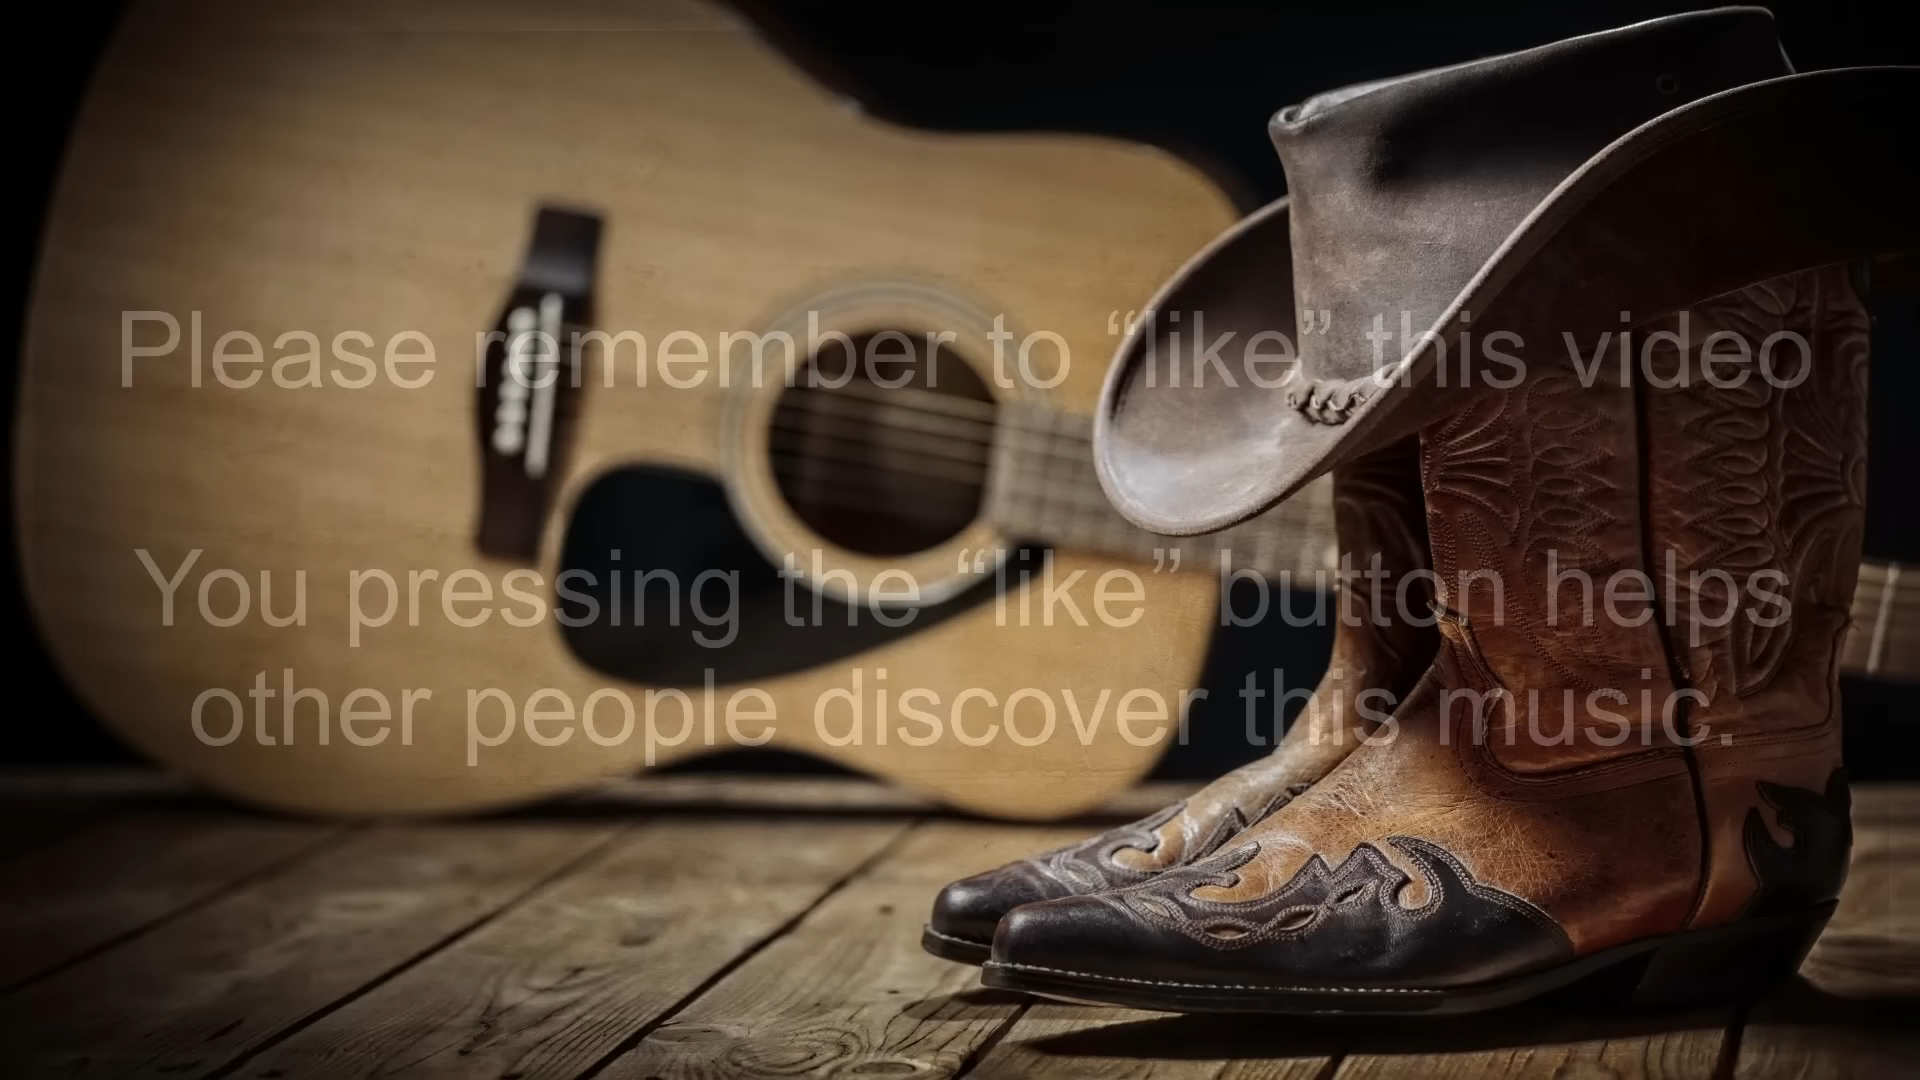 Please remember to “like” this video
You pressing the “like” button helps
other people discover this music.